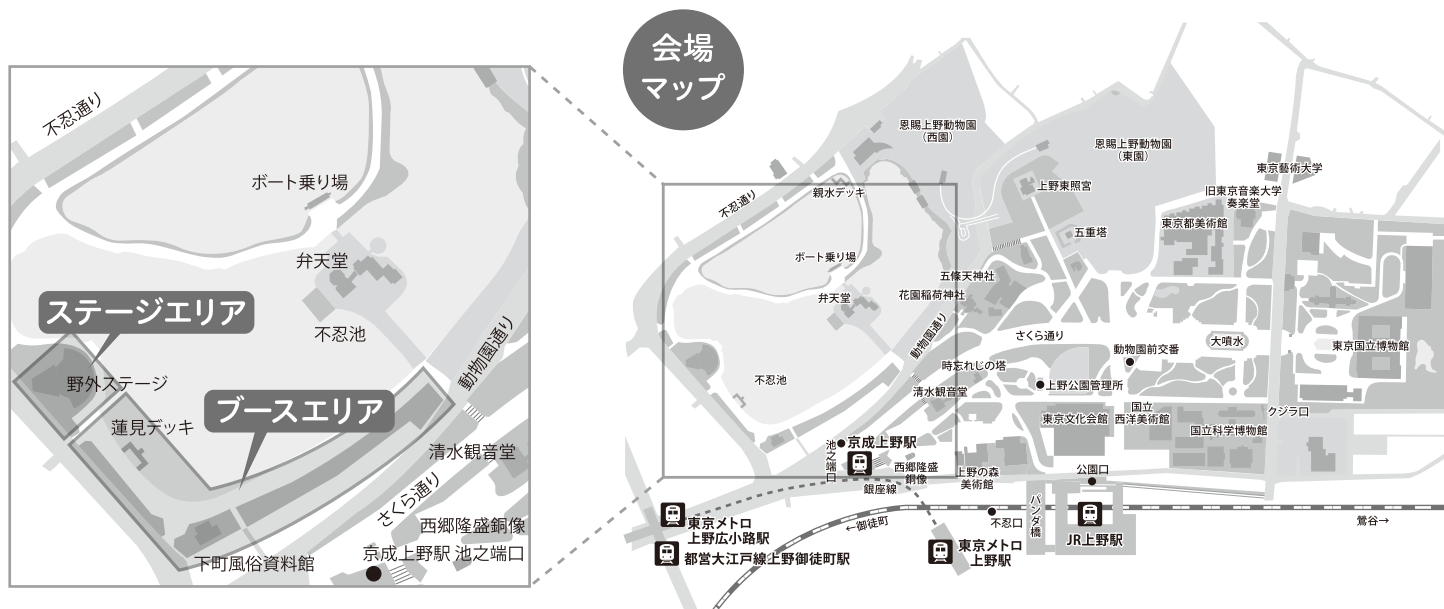 会場
マップ
不忍通り
ボート乗り場
弁天堂
不忍池
ステージエリア
野外ステージ
ブースエリア
蓮見デッキ
動物園通り
清水観音堂
さくら通り
西郷隆盛銅像
京成上野駅 池之端口
下町風俗資料館
恩賜上野動物園
(西園)
恩賜上野動物園
(東園)
東京藝術大学
旧東京音楽大学
奏楽堂
東京都美術館
上野東照宮
五重塔
親水デッキ
不忍通り
ボート乗り場
弁天堂
五條天神社
花園稲荷神社
動物園通り
さくら通り
大噴水
東京国立博物館
動物園前交番
時忘れじの塔
上野公園管理所
不忍池
清水観音堂
東京文化会館
国立
西洋美術館
クジラ口
国立科学博物館
池之端口
京成上野駅
西郷隆盛
銅像
上野の森
美術館
公園口
銀座線
パンダ橋
不忍口
←御徒町
鶯谷→
JR上野駅
東京メトロ
上野広小路駅
都営大江戸線上野御徒町駅
東京メトロ
上野駅